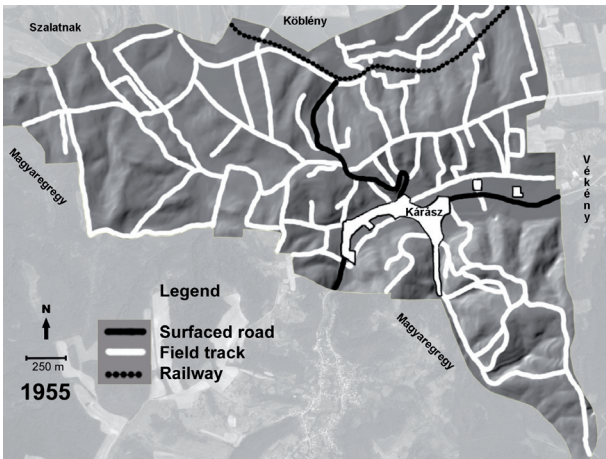 Szalatnak
Köblény
Magyaregregy
Vékény
Kárász
Magyaregregy
Legend
Surfaced road
Field track
Railway
N
250 m
1955